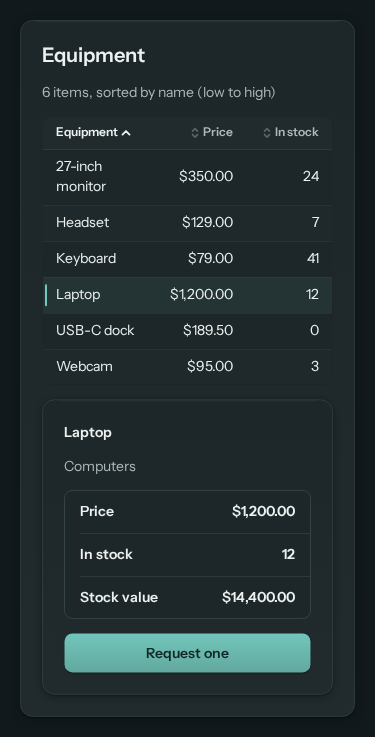 Equipment
6 items, sorted by name (low to high)
Equipment Price In stock
27-inch
monitor $350.00 24
Headset $129.00 7
Keyboard $79.00 41
Laptop $1,200.00 12
USB-C dock $189.50 0
Webcam $95.00 3
Laptop
Computers
Price $1,200.00
In stock 12
Stock value $14,400.00
Request one